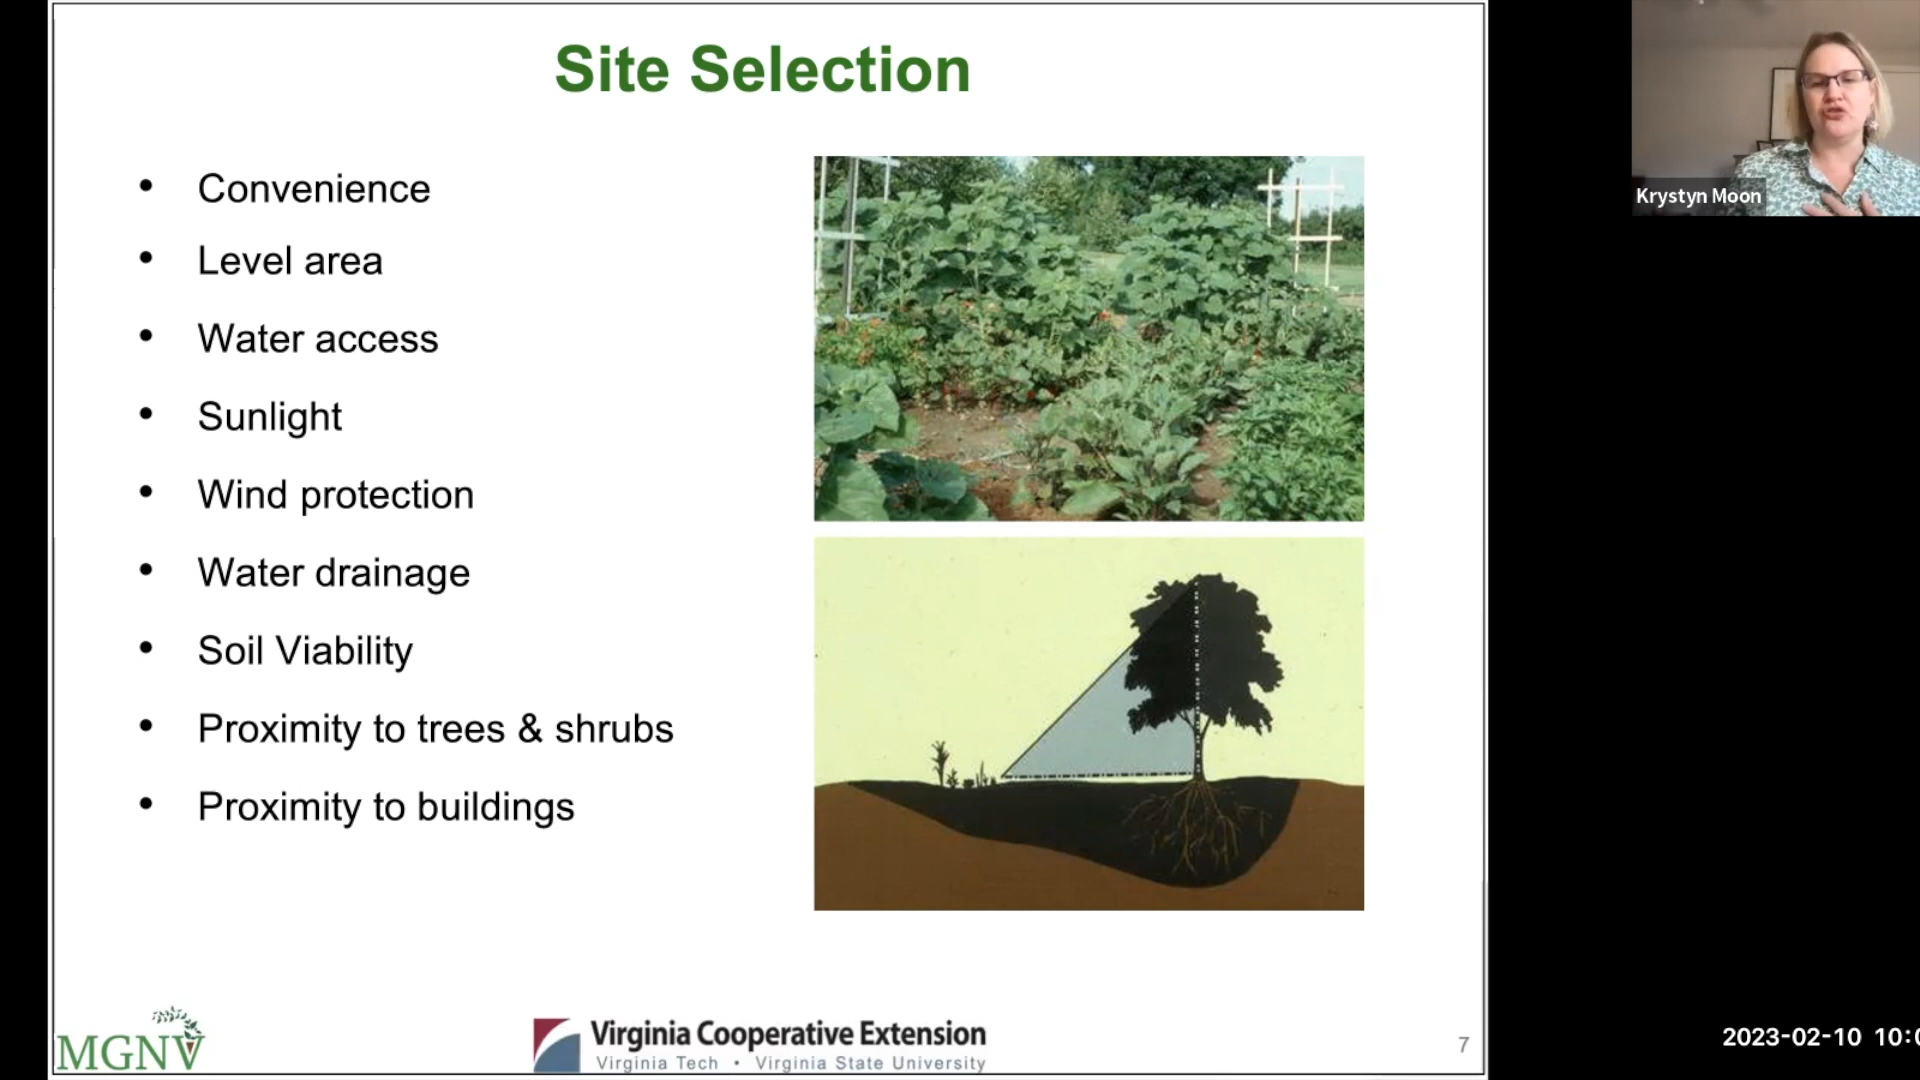 Site Selection
• Convenience
• Level area
• Water access
• Sunlight
• Wind protection
• Water drainage
• Soil Viability
• Proximity to trees & shrubs
• Proximity to buildings
MGNV
Virginia Cooperative Extension
Virginia Tech • Virginia State University
7
Krystyn Moon
2023-02-10 10: